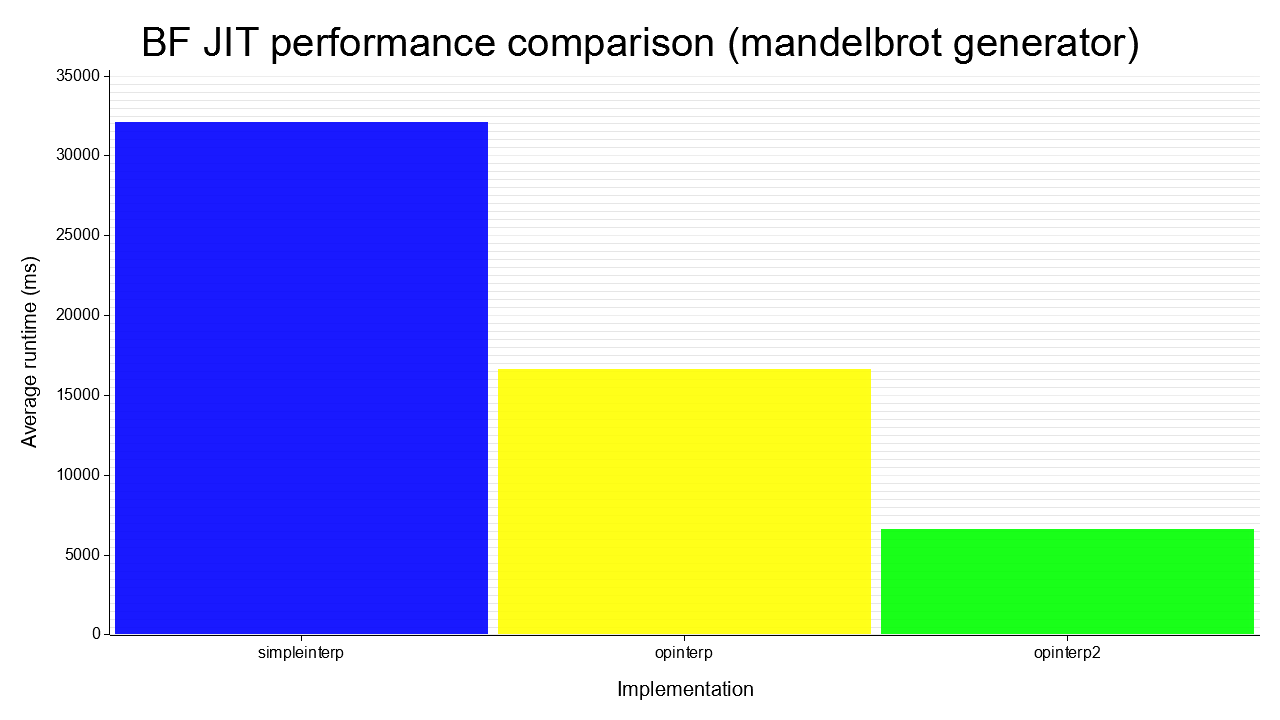 BF JIT performance comparison (mandelbrot generator)
35000
30000
25000
20000
15000
10000
5000
0
Average runtime (ms)
simpleinterp opinterp opinterp2
Implementation